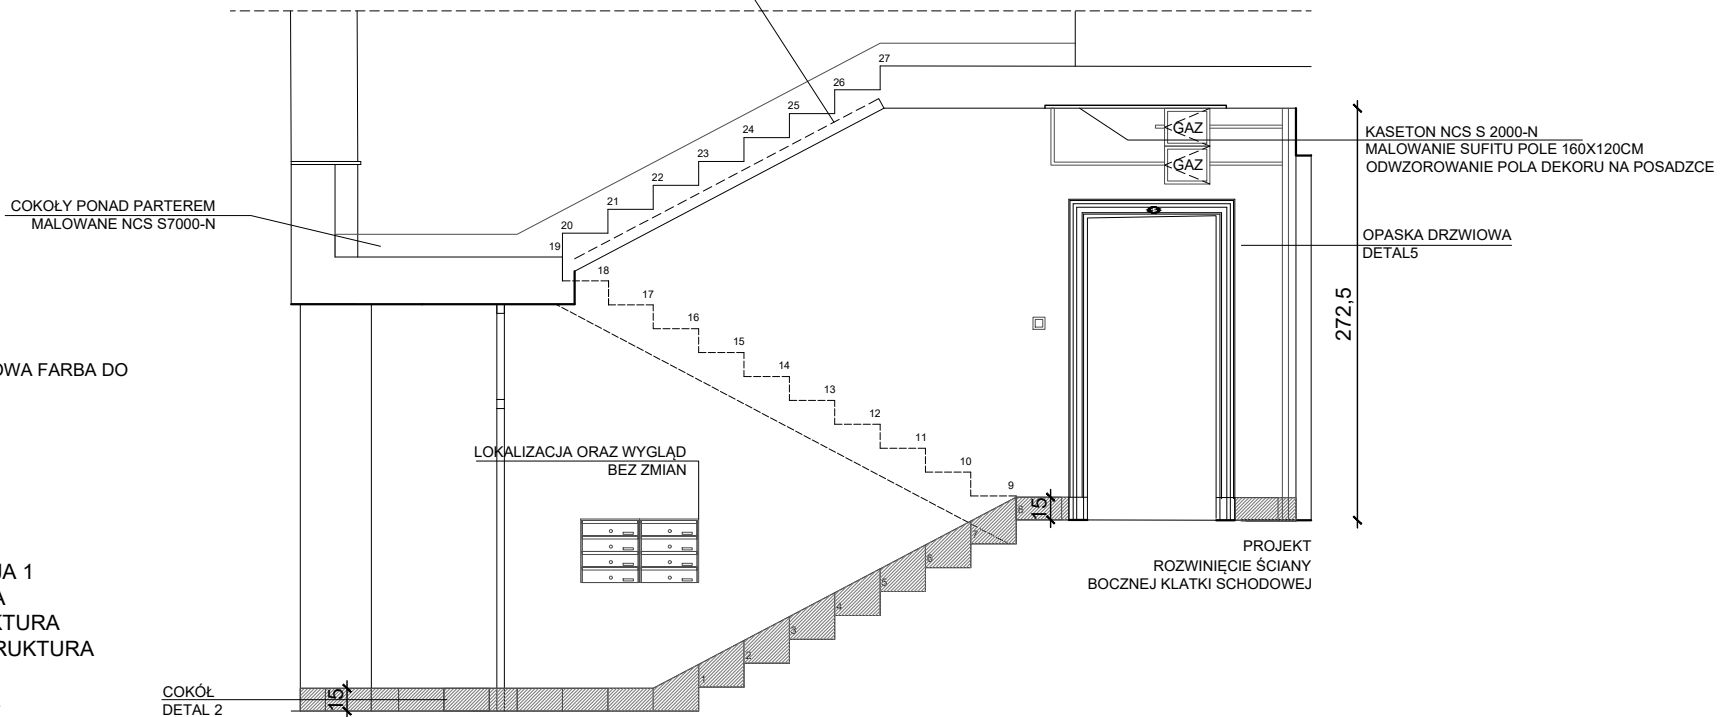 27
26
25
24
23
22
21
20
19
18
17
16
15
14
13
12
11
10
9
8
7
6
5
4
3
2
1
GAZ
GAZ
KASETON NCS S 2000-N
MALOWANIE SUFITU POLE 160X120CM
ODWZOROWANIE POLA DEKORU NA POSADZCE
COKOŁY PONAD PARTEREM
MALOWANE NCS S7000-N
OPASKA DRZWIOWA
DETAL5
272,5
OWA FARBA DO
LOKALIZACJA ORAZ WYGLĄD
BEZ ZMIAN
15
PROJEKT
ROZWINIĘCIE ŚCIANY
BOCZNEJ KLATKI SCHODOWEJ
JA 1
A
KTURA
RUKTURA
COKÓŁ
DETAL 2
15